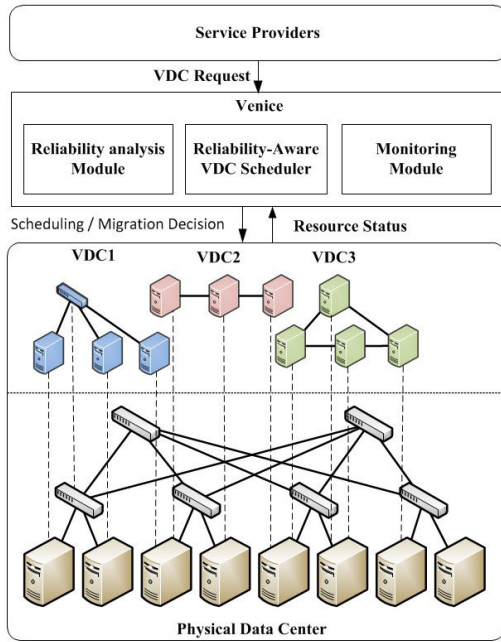 Service Providers
VDC Request
Venice
Reliability analysis
Module
Reliability-Aware
VDC Scheduler
Monitoring
Module
Scheduling / Migration Decision
Resource Status
VDC1
VDC2
VDC3
Physical Data Center